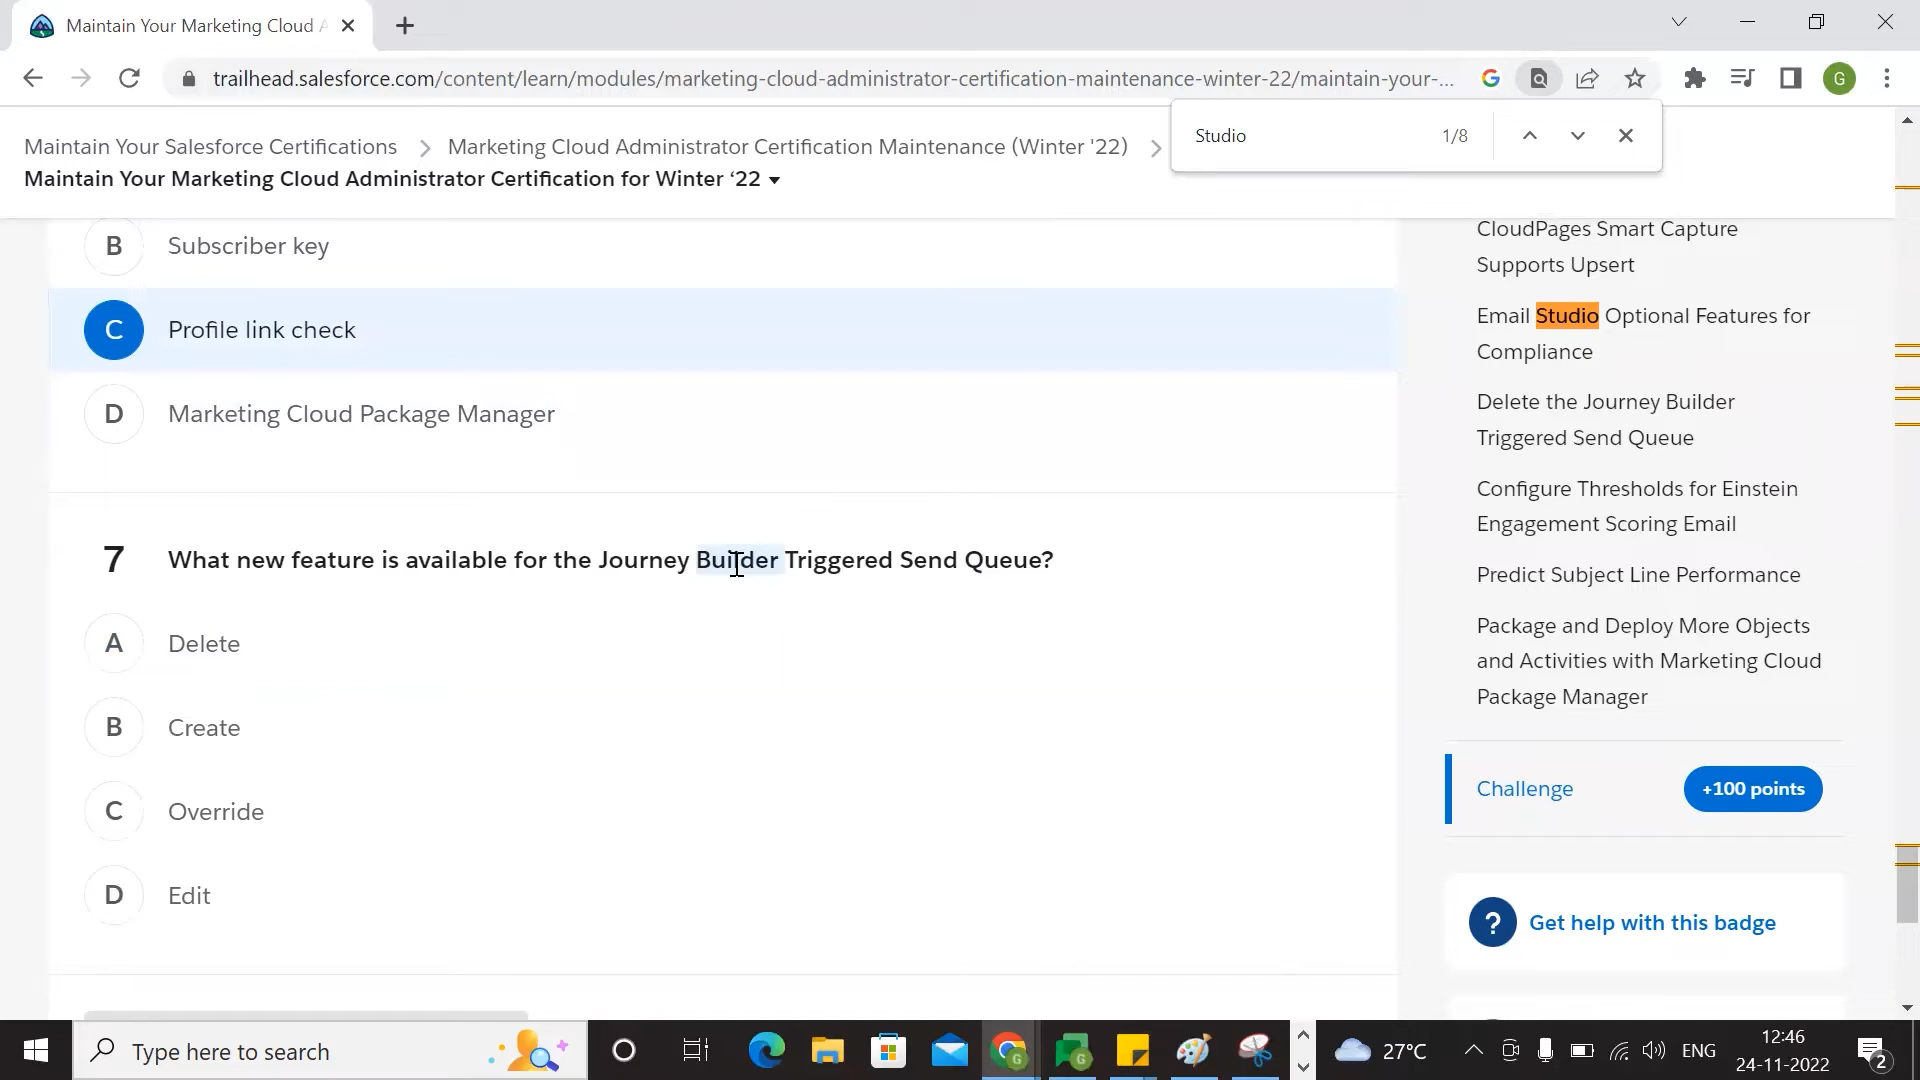 Maintain Your Marketing Cloud A
trailhead.salesforce.com/content/learn/modules/marketing-cloud-administrator-certification-maintenance-winter-22/maintain-your-...
G
Studio
1/8
Maintain Your Salesforce Certifications
Marketing Cloud Administrator Certification Maintenance (Winter '22)
Maintain Your Marketing Cloud Administrator Certification for Winter ‘22
B Subscriber key
C Profile link check
D Marketing Cloud Package Manager
7 What new feature is available for the Journey Builder Triggered Send Queue?
A Delete
B Create
C Override
D Edit
CloudPages Smart Capture
Supports Upsert
Email Studio Optional Features for
Compliance
Delete the Journey Builder
Triggered Send Queue
Configure Thresholds for Einstein
Engagement Scoring Email
Predict Subject Line Performance
Package and Deploy More Objects
and Activities with Marketing Cloud
Package Manager
Challenge
+100 points
? Get help with this badge
Type here to search
27°C
ENG
12:46
24-11-2022
2